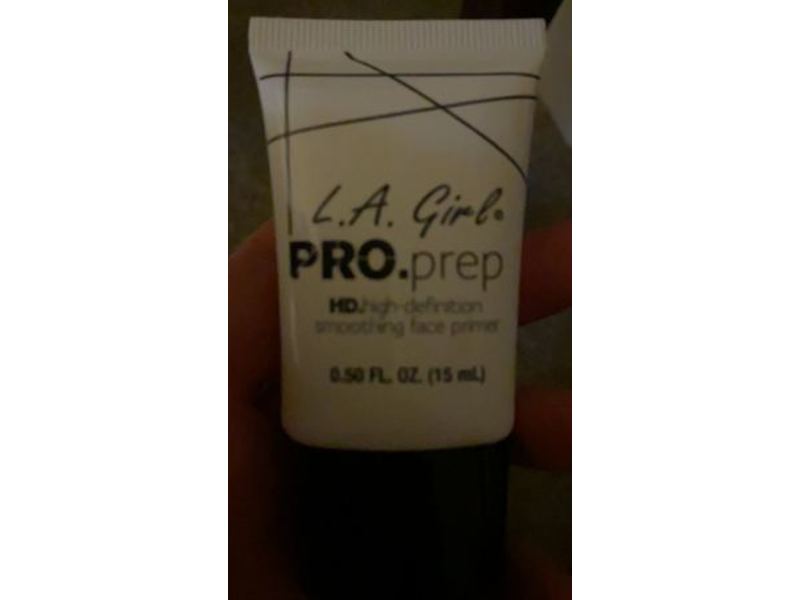 L.A. Girl®
PRO.prep
HD.high-definition
smoothing face primer
0.50 FL. OZ. (15 mL)